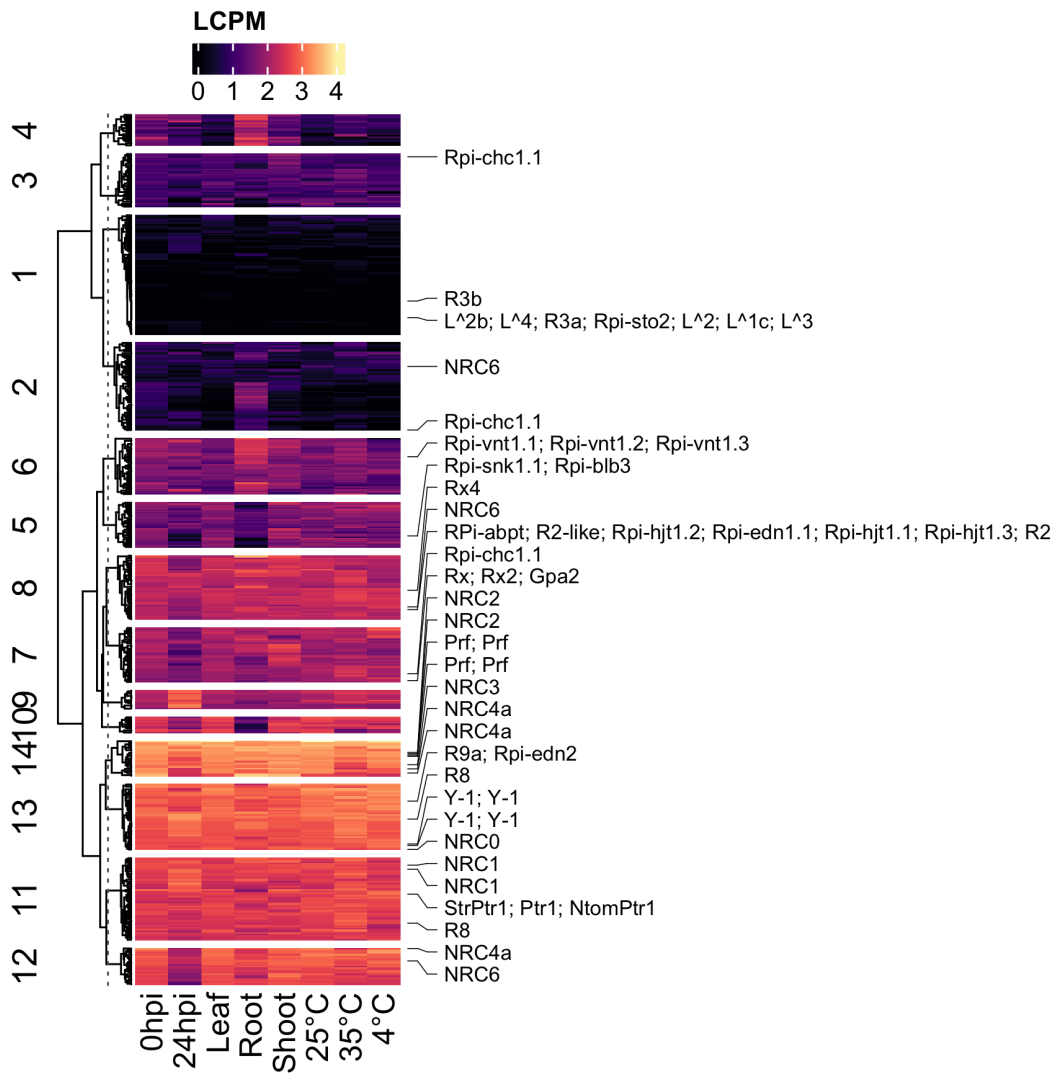 LCPM
0 1 2 3 4
4
3
1
2
6
5
8
7
9
10
14
13
11
12
Rpi-chc1.1
R3b
L^2b; L^4; R3a; Rpi-sto2; L^2; L^1c; L^3
NRC6
Rpi-chc1.1
Rpi-vnt1.1; Rpi-vnt1.2; Rpi-vnt1.3
Rpi-snk1.1; Rpi-blb3
Rx4
NRC6
RPi-abpt; R2-like; Rpi-hjt1.2; Rpi-edn1.1; Rpi-hjt1.1; Rpi-hjt1.3; R2
Rpi-chc1.1
Rx; Rx2; Gpa2
NRC2
NRC2
Prf; Prf
Prf; Prf
NRC3
NRC4a
NRC4a
R9a; Rpi-edn2
R8
Y-1; Y-1
Y-1; Y-1
NRC0
NRC1
NRC1
StrPtr1; Ptr1; NtomPtr1
R8
NRC4a
NRC6
0hpi
24hpi
Leaf
Root
Shoot
25°C
35°C
4°C